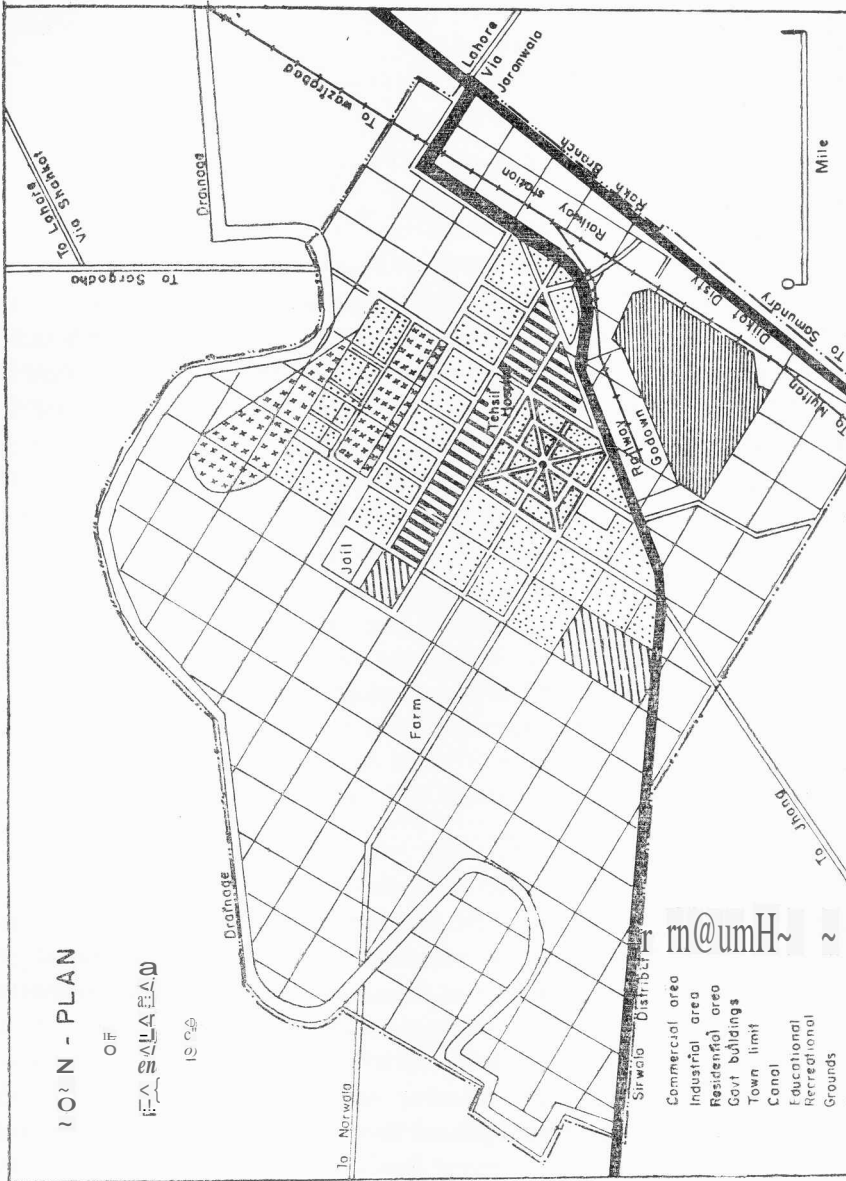 - PLAN
OF
To Lahore
Via Shahkot
To Sargodha
Drainage
To Wazirabad
Lahore
Via
Jaranwala
Railway
station
Rakh
Branch
Tehsil
Hospital
Jail
Farm
Railway
Godown
Dijkot Disty
To
Samundry
To
Multan
Mile
O
Drainage
To Narwala
To Jhang
Sirwala
Commercial area
Industrial area
Residential area
Govt buildings
Town limit
Canal
Educational
Recreational
Grounds